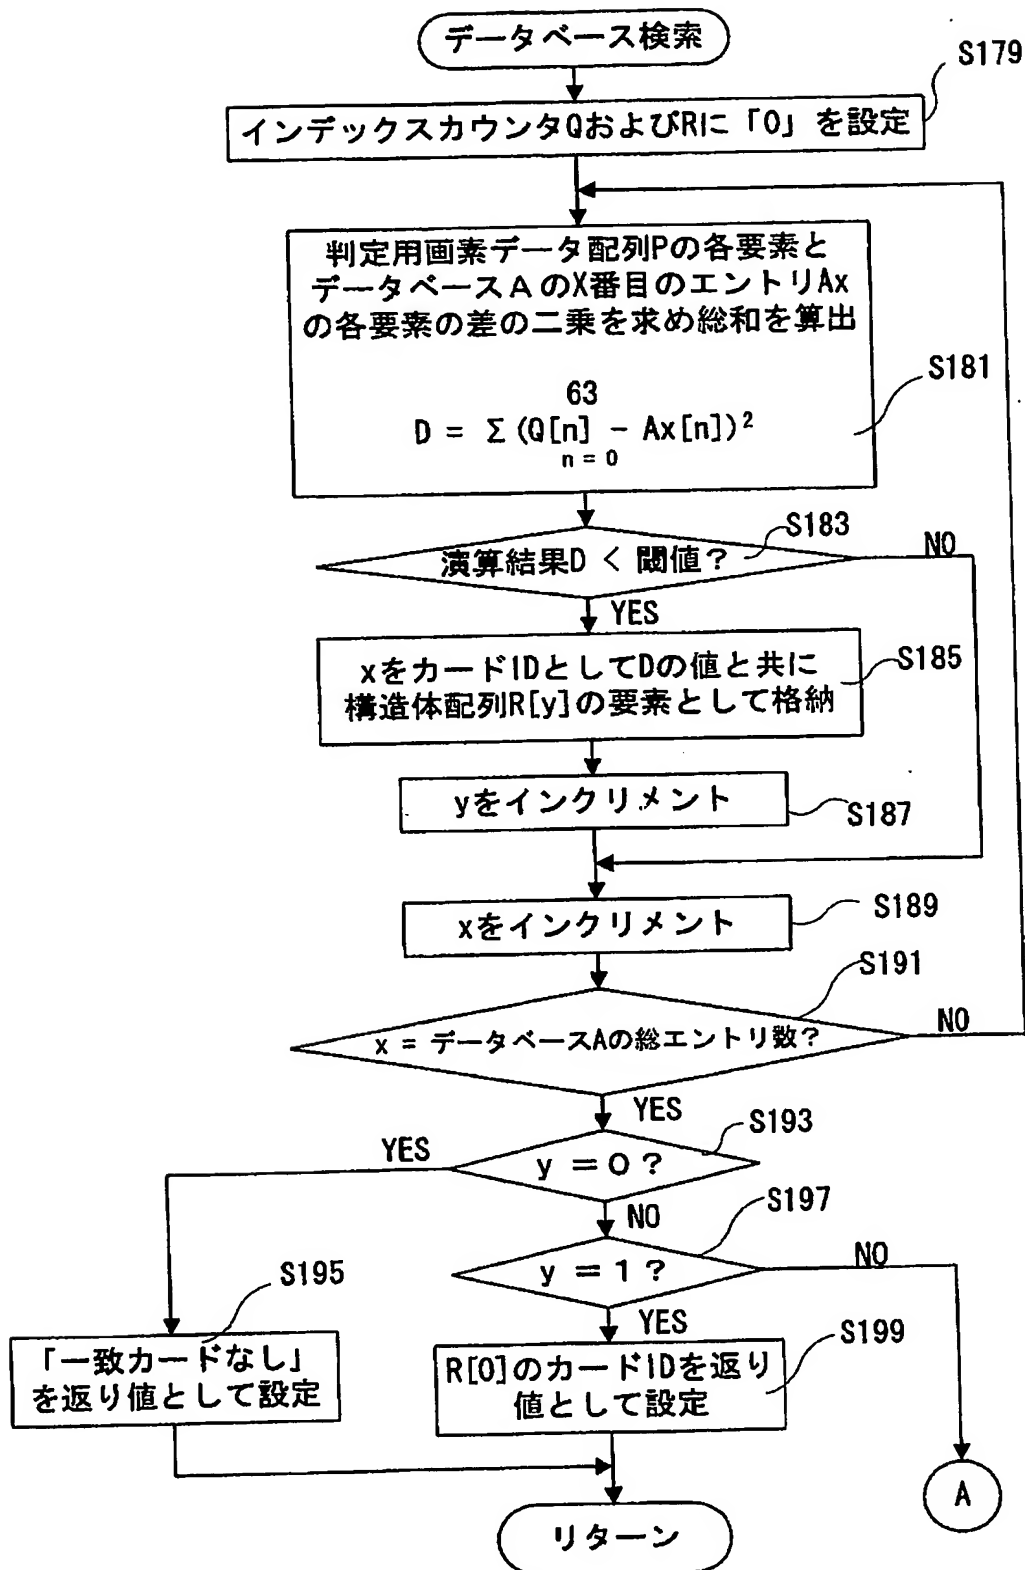 データベース検索
S179
インデックスカウンタQおよびRに「0」を設定
判定用画素データ配列Pの各要素と
データベースAのX番目のエントリAx
の各要素の差の二乗を求め総和を算出
S181
63
D = Σ(Q[n] - Ax[n])²
n = 0
S183
演算結果D < 閾値?
NO
YES
S185
xをカードIDとしてDの値と共に
構造体配列R[y]の要素として格納
yをインクリメント
S187
S189
xをインクリメント
S191
x = データベースAの総エントリ数?
NO
YES
S193
YES
y = 0 ?
NO
S197
y = 1 ?
NO
S195
YES
S199
「一致カードなし」
を返り値として設定
R[0]のカードIDを返り
値として設定
A
リターン